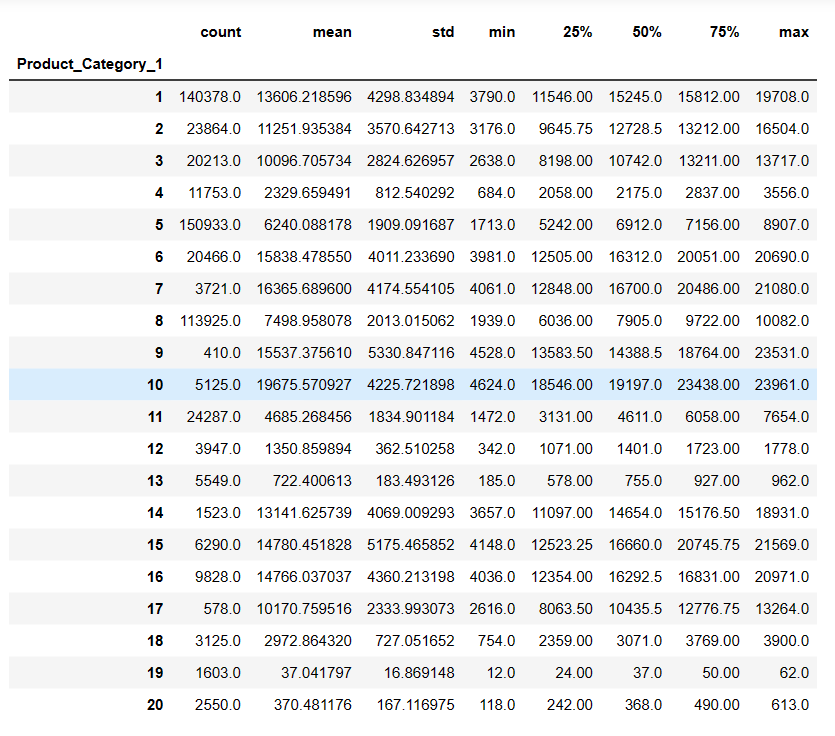 count mean std min 25% 50% 75% max
Product_Category_1
1 140378.0 13606.218596 4298.834894 3790.0 11546.00 15245.0 15812.00 19708.0
2 23864.0 11251.935384 3570.642713 3176.0 9645.75 12728.5 13212.00 16504.0
3 20213.0 10096.705734 2824.626957 2638.0 8198.00 10742.0 13211.00 13717.0
4 11753.0 2329.659491 812.540292 684.0 2058.00 2175.0 2837.00 3556.0
5 150933.0 6240.088178 1909.091687 1713.0 5242.00 6912.0 7156.00 8907.0
6 20466.0 15838.478550 4011.233690 3981.0 12505.00 16312.0 20051.00 20690.0
7 3721.0 16365.689600 4174.554105 4061.0 12848.00 16700.0 20486.00 21080.0
8 113925.0 7498.958078 2013.015062 1939.0 6036.00 7905.0 9722.00 10082.0
9 410.0 15537.375610 5330.847116 4528.0 13583.50 14388.5 18764.00 23531.0
10 5125.0 19675.570927 4225.721898 4624.0 18546.00 19197.0 23438.00 23961.0
11 24287.0 4685.268456 1834.901184 1472.0 3131.00 4611.0 6058.00 7654.0
12 3947.0 1350.859894 362.510258 342.0 1071.00 1401.0 1723.00 1778.0
13 5549.0 722.400613 183.493126 185.0 578.00 755.0 927.00 962.0
14 1523.0 13141.625739 4069.009293 3657.0 11097.00 14654.0 15176.50 18931.0
15 6290.0 14780.451828 5175.465852 4148.0 12523.25 16660.0 20745.75 21569.0
16 9828.0 14766.037037 4360.213198 4036.0 12354.00 16292.5 16831.00 20971.0
17 578.0 10170.759516 2333.993073 2616.0 8063.50 10435.5 12776.75 13264.0
18 3125.0 2972.864320 727.051652 754.0 2359.00 3071.0 3769.00 3900.0
19 1603.0 37.041797 16.869148 12.0 24.00 37.0 50.00 62.0
20 2550.0 370.481176 167.116975 118.0 242.00 368.0 490.00 613.0